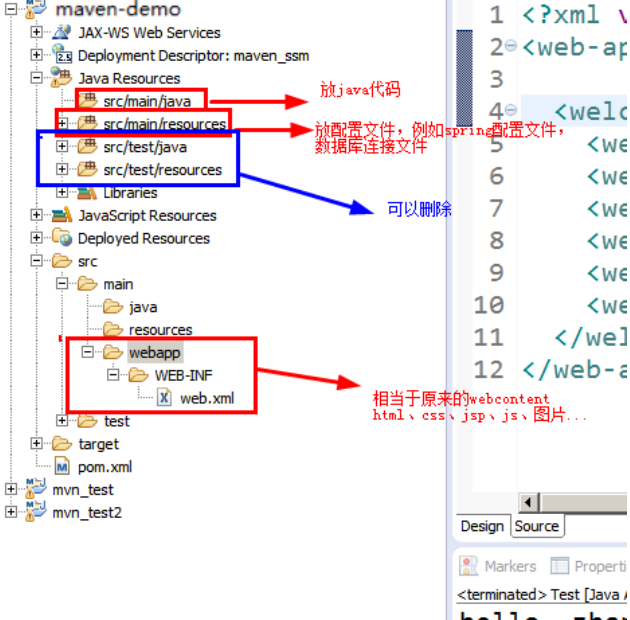 maven-demo
JAX-WS Web Services
Deployment Descriptor: maven_ssm
Java Resources
src/main/java
src/main/resources
src/test/java
src/test/resources
Libraries
JavaScript Resources
Deployed Resources
src
main
java
resources
webapp
WEB-INF
web.xml
test
target
pom.xml
mvn_test
mvn_test2
放java代码
放配置文件，例如spring配置文件，
数据库连接文件
可以删除
相当于原来的webcontent
html、css、jsp、js、图片...
1 <?xml v
2 <web-ap
3
4 <welc
5 <we
6 <we
7 <we
8 <we
9 <we
10 <we
11 </wel
12 </web-a
Design Source
Markers Properti
<terminated> Test [Java A